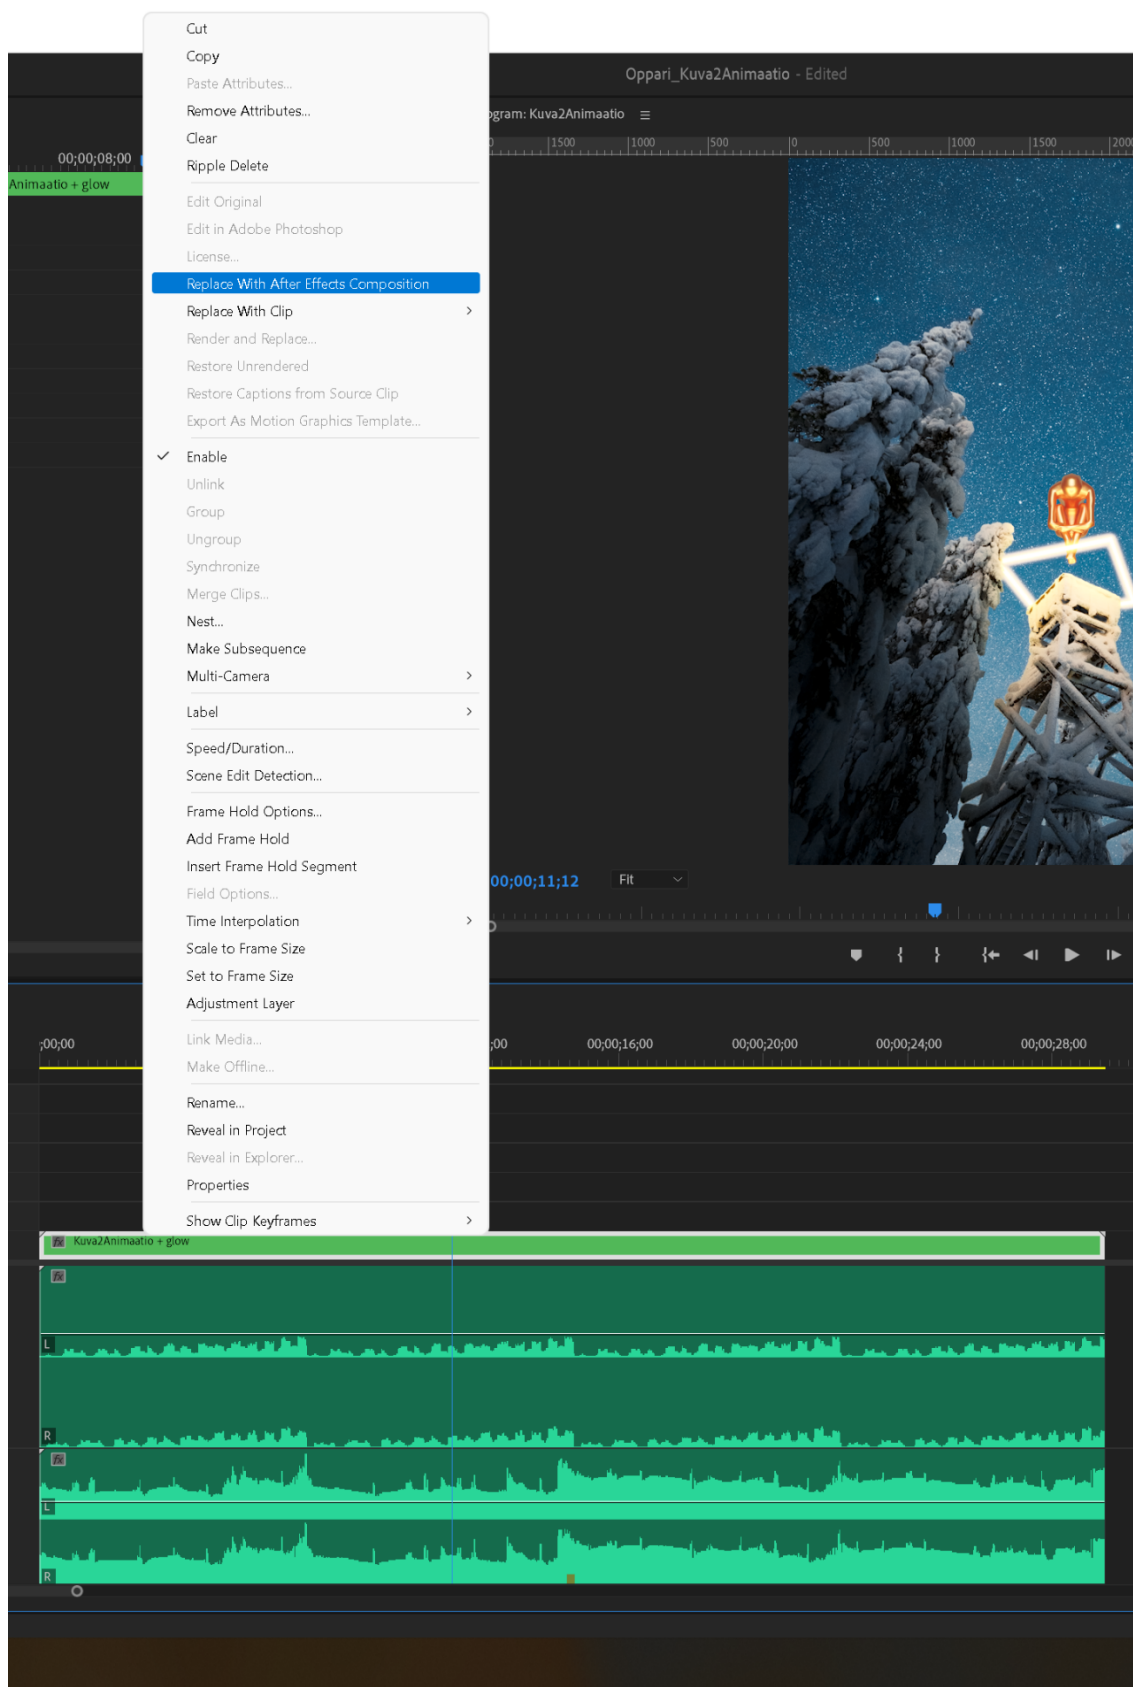 Cut
Copy
Paste Attributes...
Remove Attributes...
Clear
Ripple Delete
Edit Original
Edit in Adobe Photoshop
License...
Replace With After Effects Composition
Replace With Clip
Render and Replace...
Restore Unrendered
Restore Captions from Source Clip
Export As Motion Graphics Template...
Enable
Unlink
Group
Ungroup
Synchronize
Merge Clips...
Nest...
Make Subsequence
Multi-Camera
Label
Speed/Duration...
Scene Edit Detection...
Frame Hold Options...
Add Frame Hold
Insert Frame Hold Segment
Field Options...
Time Interpolation
Scale to Frame Size
Set to Frame Size
Adjustment Layer
Link Media...
Make Offline...
Rename...
Reveal in Project
Reveal in Explorer...
Properties
Show Clip Keyframes
Oppari_Kuva2Animaatio - Edited
ogram: Kuva2Animaatio
1500 1000 500 0 500 1000 1500 2000
00;00;08;00
Animaatio + glow
00;00;11;12 Fit
;00;00 ;00 00;00;16;00 00;00;20;00 00;00;24;00 00;00;28;00
fx Kuva2Animaatio + glow
fx
L
R
fx
L
R